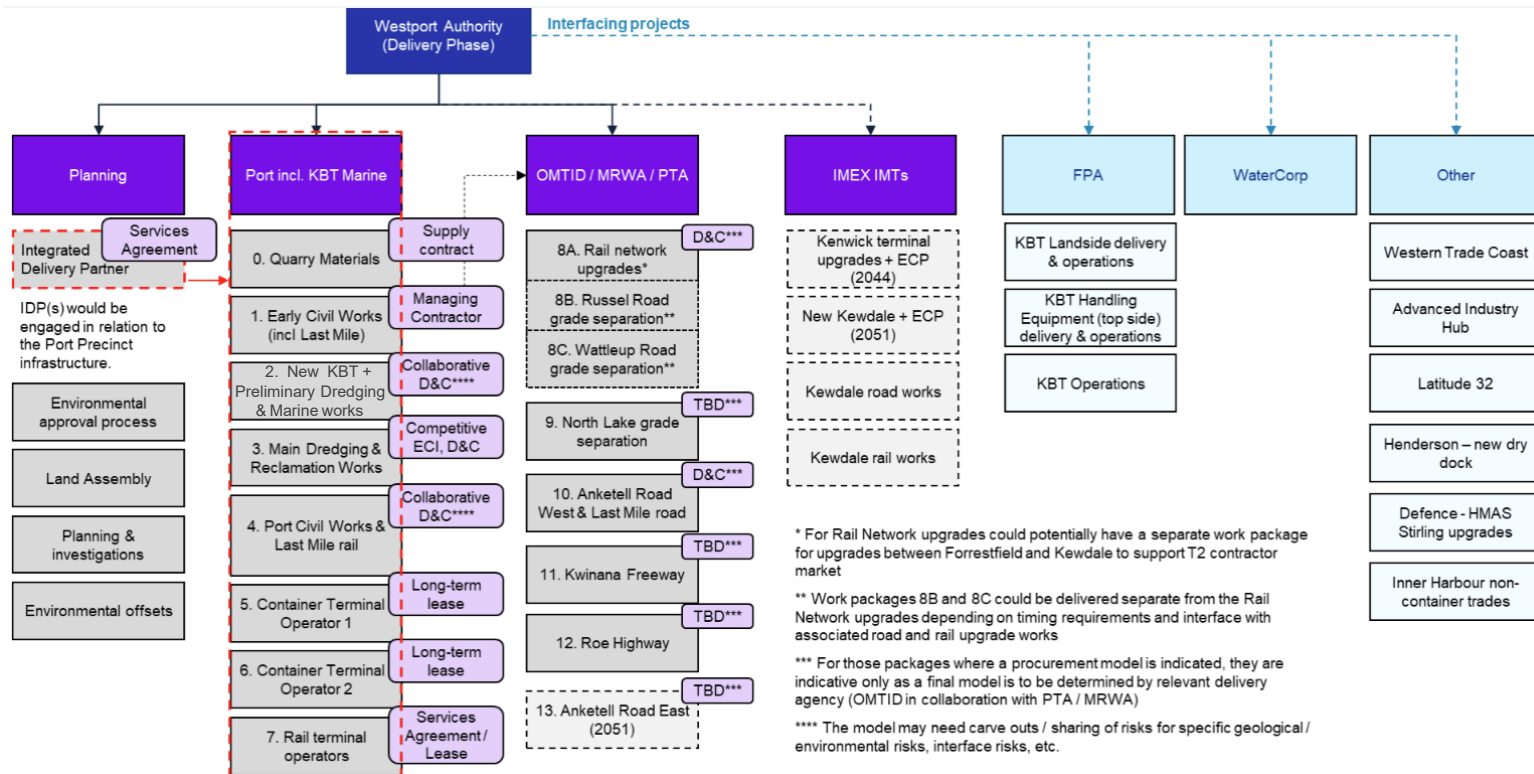 Westport Authority
(Delivery Phase)
Interfacing projects
Planning
Services
Agreement
Integrated
Delivery Partner
IDP(s) would be
engaged in relation to
the Port Precinct
infrastructure.
Environmental
approval process
Land Assembly
Planning &
investigations
Environmental offsets
Port incl. KBT Marine
Supply
contract
0. Quarry Materials
Managing
Contractor
1. Early Civil Works
(incl Last Mile)
Collaborative
D&C****
2. New KBT +
Preliminary Dredging
& Marine works
Competitive
ECI, D&C
3. Main Dredging &
Reclamation Works
Collaborative
D&C****
4. Port Civil Works &
Last Mile rail
Long-term
lease
5. Container Terminal
Operator 1
Long-term
lease
6. Container Terminal
Operator 2
Services
Agreement /
Lease
7. Rail terminal
operators
OMTID / MRWA / PTA
D&C***
8A. Rail network
upgrades*
8B. Russel Road
grade separation**
8C. Wattleup Road
grade separation**
TBD***
9. North Lake grade
separation
D&C***
10. Anketell Road
West & Last Mile road
TBD***
11. Kwinana Freeway
TBD***
12. Roe Highway
TBD***
13. Anketell Road East
(2051)
IMEX IMTs
Kenwick terminal
upgrades + ECP
(2044)
New Kewdale + ECP
(2051)
Kewdale road works
Kewdale rail works
FPA
KBT Landside delivery
& operations
KBT Handling
Equipment (top side)
delivery & operations
KBT Operations
WaterCorp
Other
Western Trade Coast
Advanced Industry
Hub
Latitude 32
Henderson – new dry
dock
Defence - HMAS
Stirling upgrades
Inner Harbour non-
container trades
* For Rail Network upgrades could potentially have a separate work package
for upgrades between Forrestfield and Kewdale to support T2 contractor
market
** Work packages 8B and 8C could be delivered separate from the Rail
Network upgrades depending on timing requirements and interface with
associated road and rail upgrade works
*** For those packages where a procurement model is indicated, they are
indicative only as a final model is to be determined by relevant delivery
agency (OMTID in collaboration with PTA / MRWA)
**** The model may need carve outs / sharing of risks for specific geological /
environmental risks, interface risks, etc.